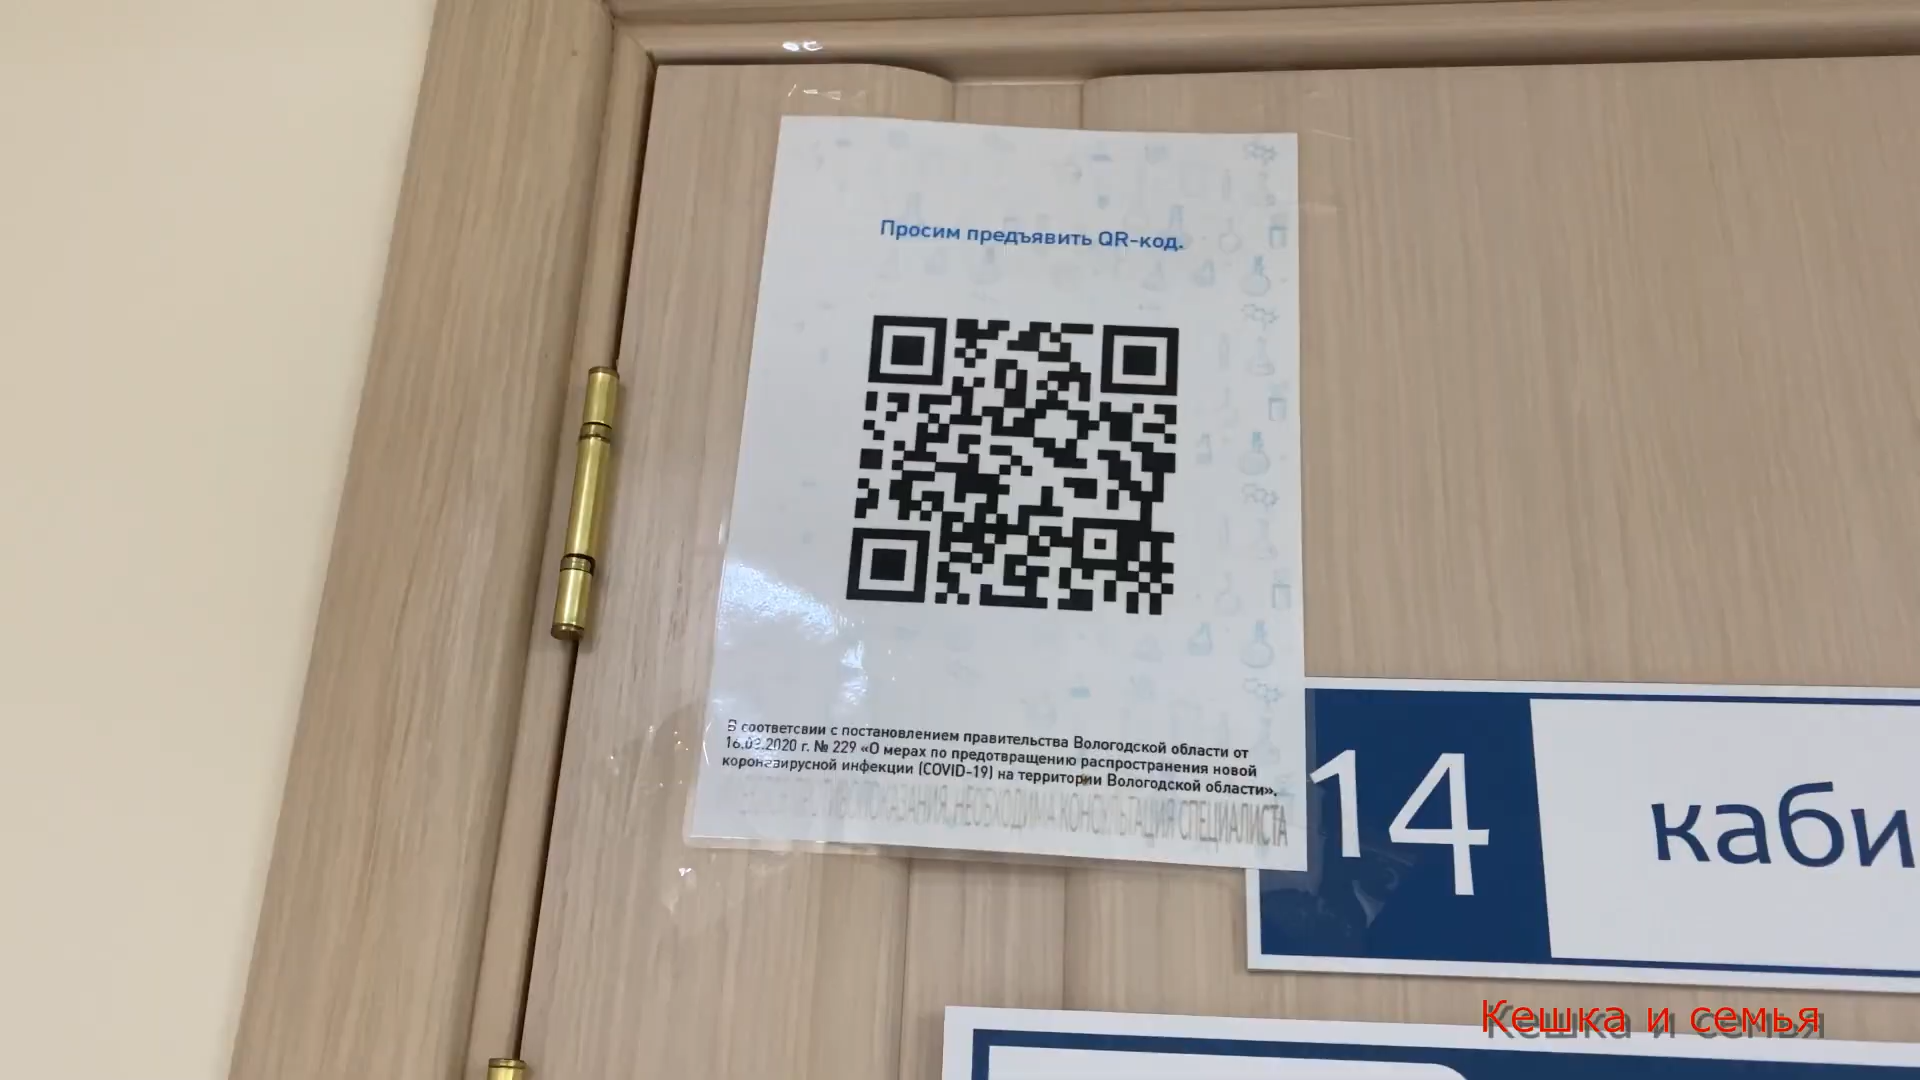 Просим предъявить QR-код.
В соответсвии с постановлением правительства Вологодской области от
16.03.2020 г. № 229 «О мерах по предотвращению распространения новой
коронавирусной инфекции (COVID-19) на территории Вологодской области».
НЕОБХОДИМА КОНСУЛЬТАЦИЯ СПЕЦИАЛИСТА
14
каби
Кешка и семья